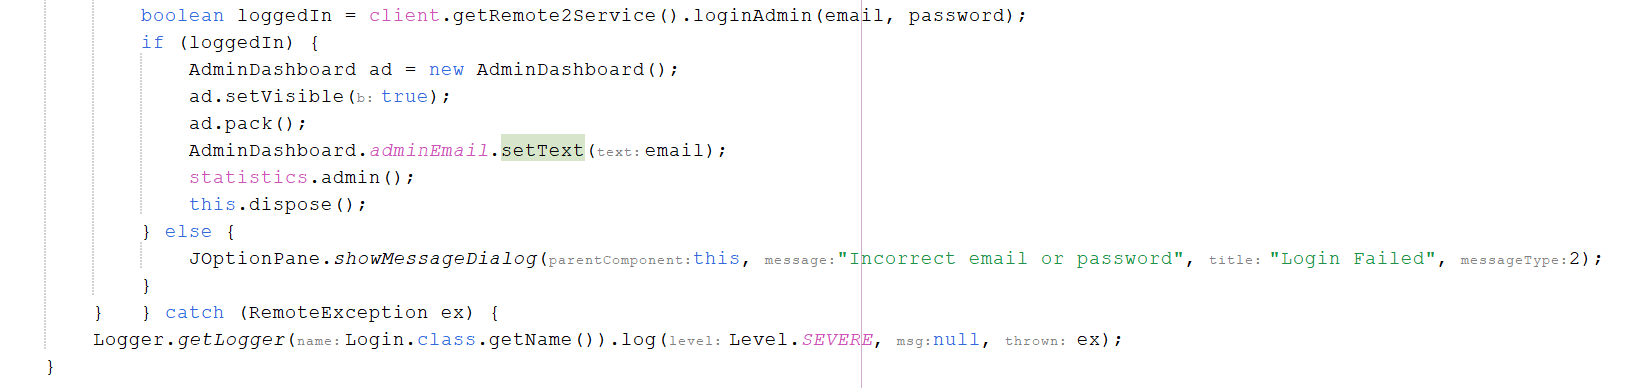 boolean loggedIn = client.getRemote2Service().loginAdmin(email, password);
if (loggedIn) {
AdminDashboard ad = new AdminDashboard();
ad.setVisible(b: true);
ad.pack();
AdminDashboard.adminEmail.setText(text: email);
statistics.admin();
this.dispose();
} else {
JOptionPane.showMessageDialog(parentComponent:this, message:"Incorrect email or password", title: "Login Failed", messageType:2);
}
} } catch (RemoteException ex) {
Logger.getLogger(name: Login.class.getName()).log(level: Level.SEVERE, msg:null, thrown: ex);
}